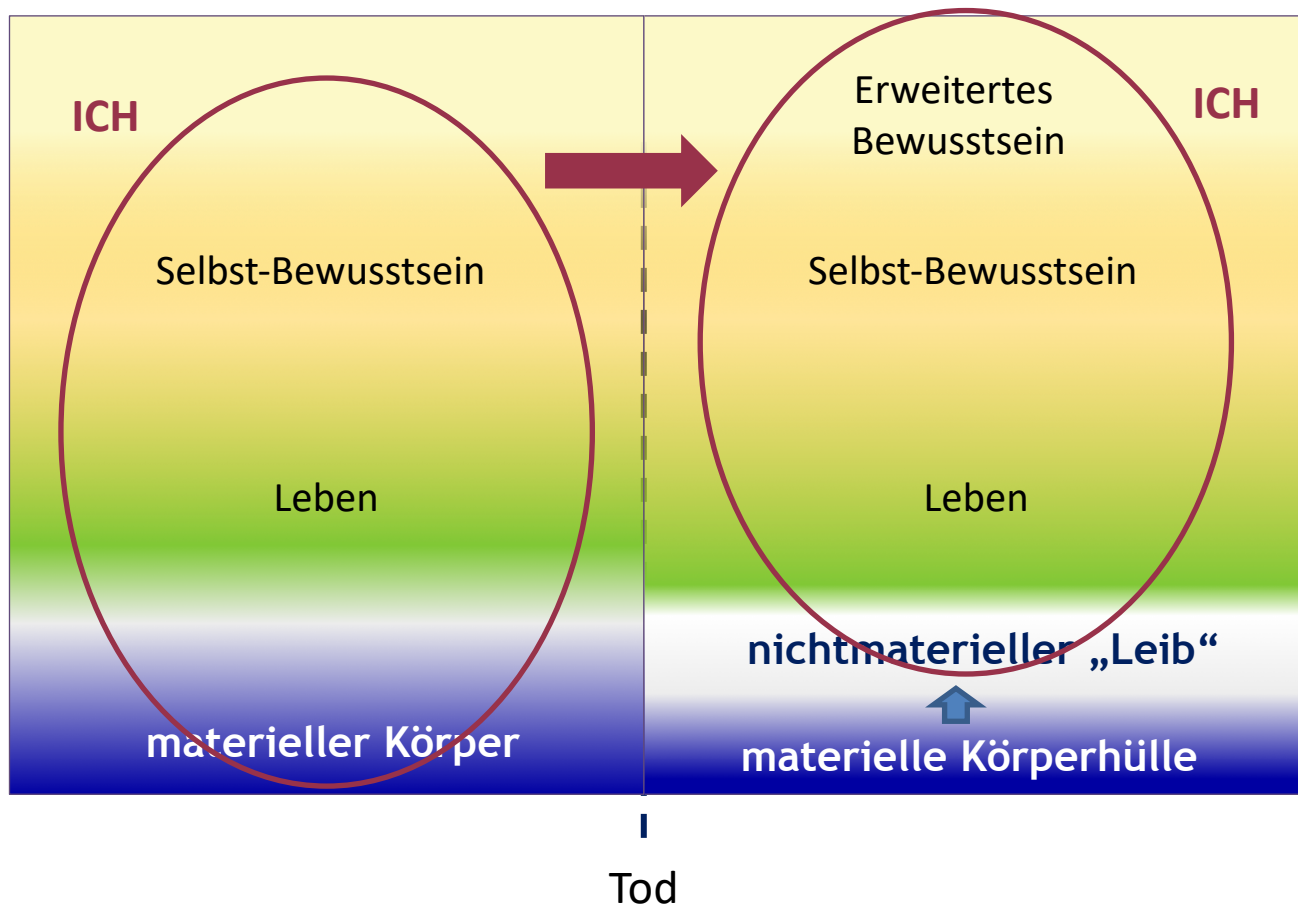 ICH
Selbst-Bewusstsein
Leben
materieller Körper
Erweitertes
Bewusstsein
ICH
Selbst-Bewusstsein
Leben
nichtmaterieller „Leib“
materielle Körperhülle
Tod